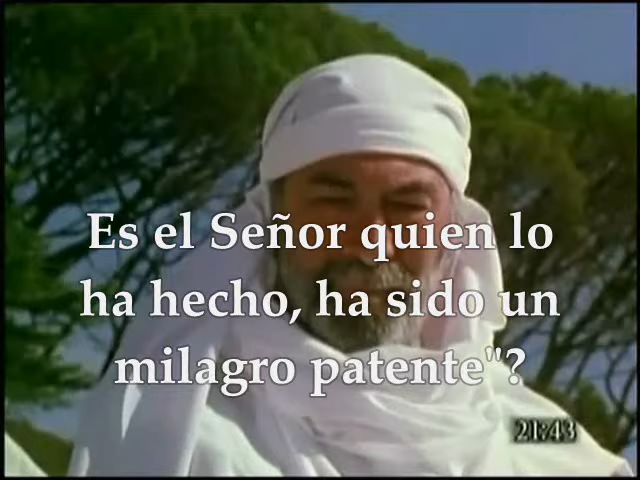 Es el Señor quien lo
ha hecho, ha sido un
milagro patente"?
21:43